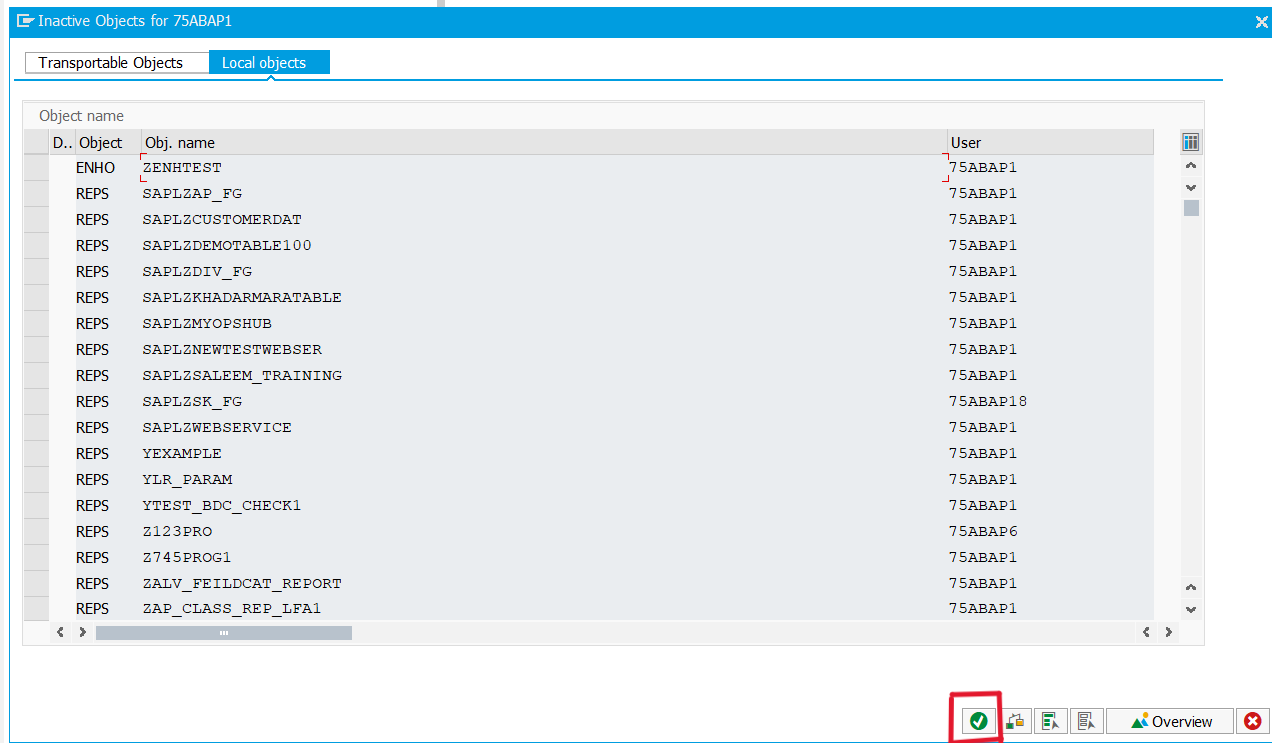 Inactive Objects for 75ABAP1
Transportable Objects Local objects
Object name
D.. Object Obj. name User
ENHO ZENHTEST 75ABAP1
REPS SAPLZAP_FG 75ABAP1
REPS SAPLZCUSTOMERDAT 75ABAP1
REPS SAPLZDEMOTABLE100 75ABAP1
REPS SAPLZDIV_FG 75ABAP1
REPS SAPLZKHADARMARATABLE 75ABAP1
REPS SAPLZMYOPSHUB 75ABAP1
REPS SAPLZNEWTESTWEBSER 75ABAP1
REPS SAPLZSALEEM_TRAINING 75ABAP1
REPS SAPLZSK_FG 75ABAP18
REPS SAPLZWEBSERVICE 75ABAP1
REPS YEXAMPLE 75ABAP1
REPS YLR_PARAM 75ABAP1
REPS YTEST_BDC_CHECK1 75ABAP1
REPS Z123PRO 75ABAP6
REPS Z745PROG1 75ABAP1
REPS ZALV_FEILDCAT_REPORT 75ABAP1
REPS ZAP_CLASS_REP_LFA1 75ABAP1
Overview